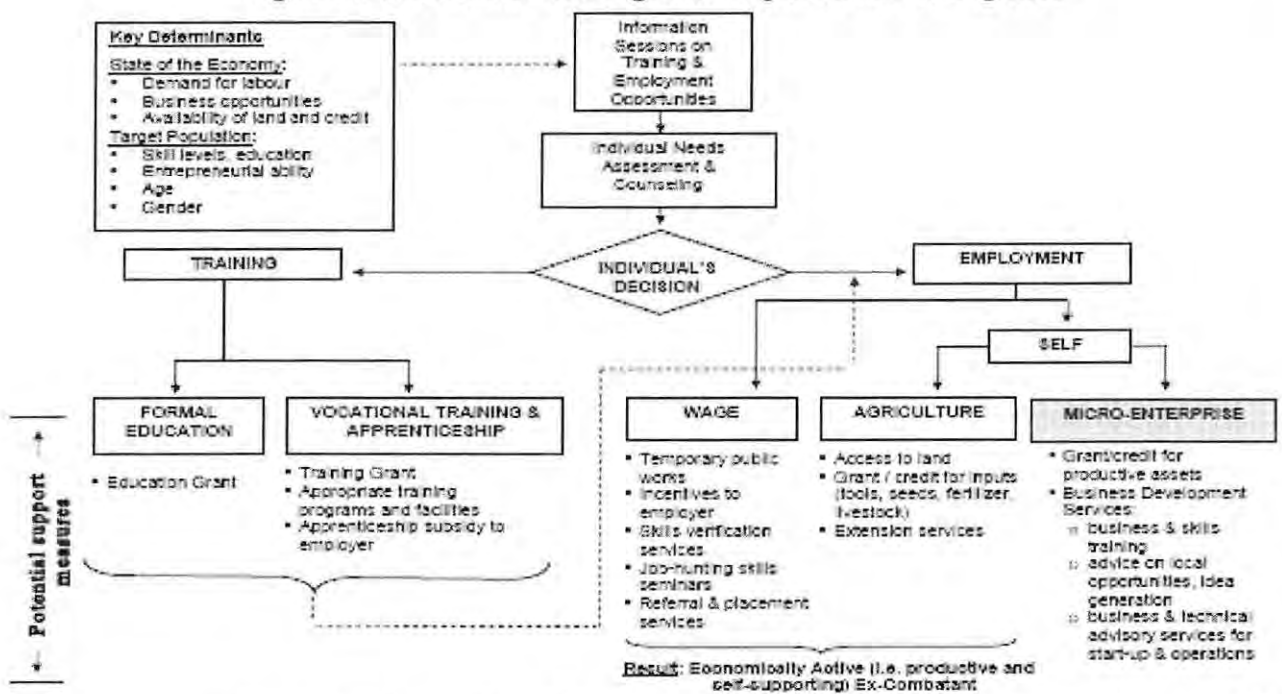 Key Determinants
State of the Economy:
• Demand for labour
• Business opportunities
• Availability of land and credit
Target Population:
• Skill levels, education
• Entrepreneurial ability
• Age
• Gender
Information
Sessions on
Training &
Employment
Opportunities
Individual Needs
Assessment &
Counseling
INDIVIDUAL'S
DECISION
TRAINING
EMPLOYMENT
SELF
FORMAL
EDUCATION
▪ Education Grant
VOCATIONAL TRAINING &
APPRENTICESHIP
▪ Training Grant
▪ Appropriate training
programs and facilities
▪ Apprenticeship subsidy to
employer
WAGE
▪ Temporary public
works
▪ Incentives to
employer
▪ Skills verification
services
▪ Job-hunting skills
seminars
▪ Referral & placement
services
AGRICULTURE
▪ Access to land
▪ Grant / credit for inputs
(tools, seeds, fertilizer,
livestock)
▪ Extension services
MICRO-ENTERPRISE
▪ Grant/credit for
productive assets
▪ Business Development
Services:
o business & skills
training
o advice on local
opportunities, idea
generation
o business & technical
advisory services for
start-up & operations
Potential support
measures
Result: Economically Active (i.e. productive and
self-supporting) Ex-Combatant